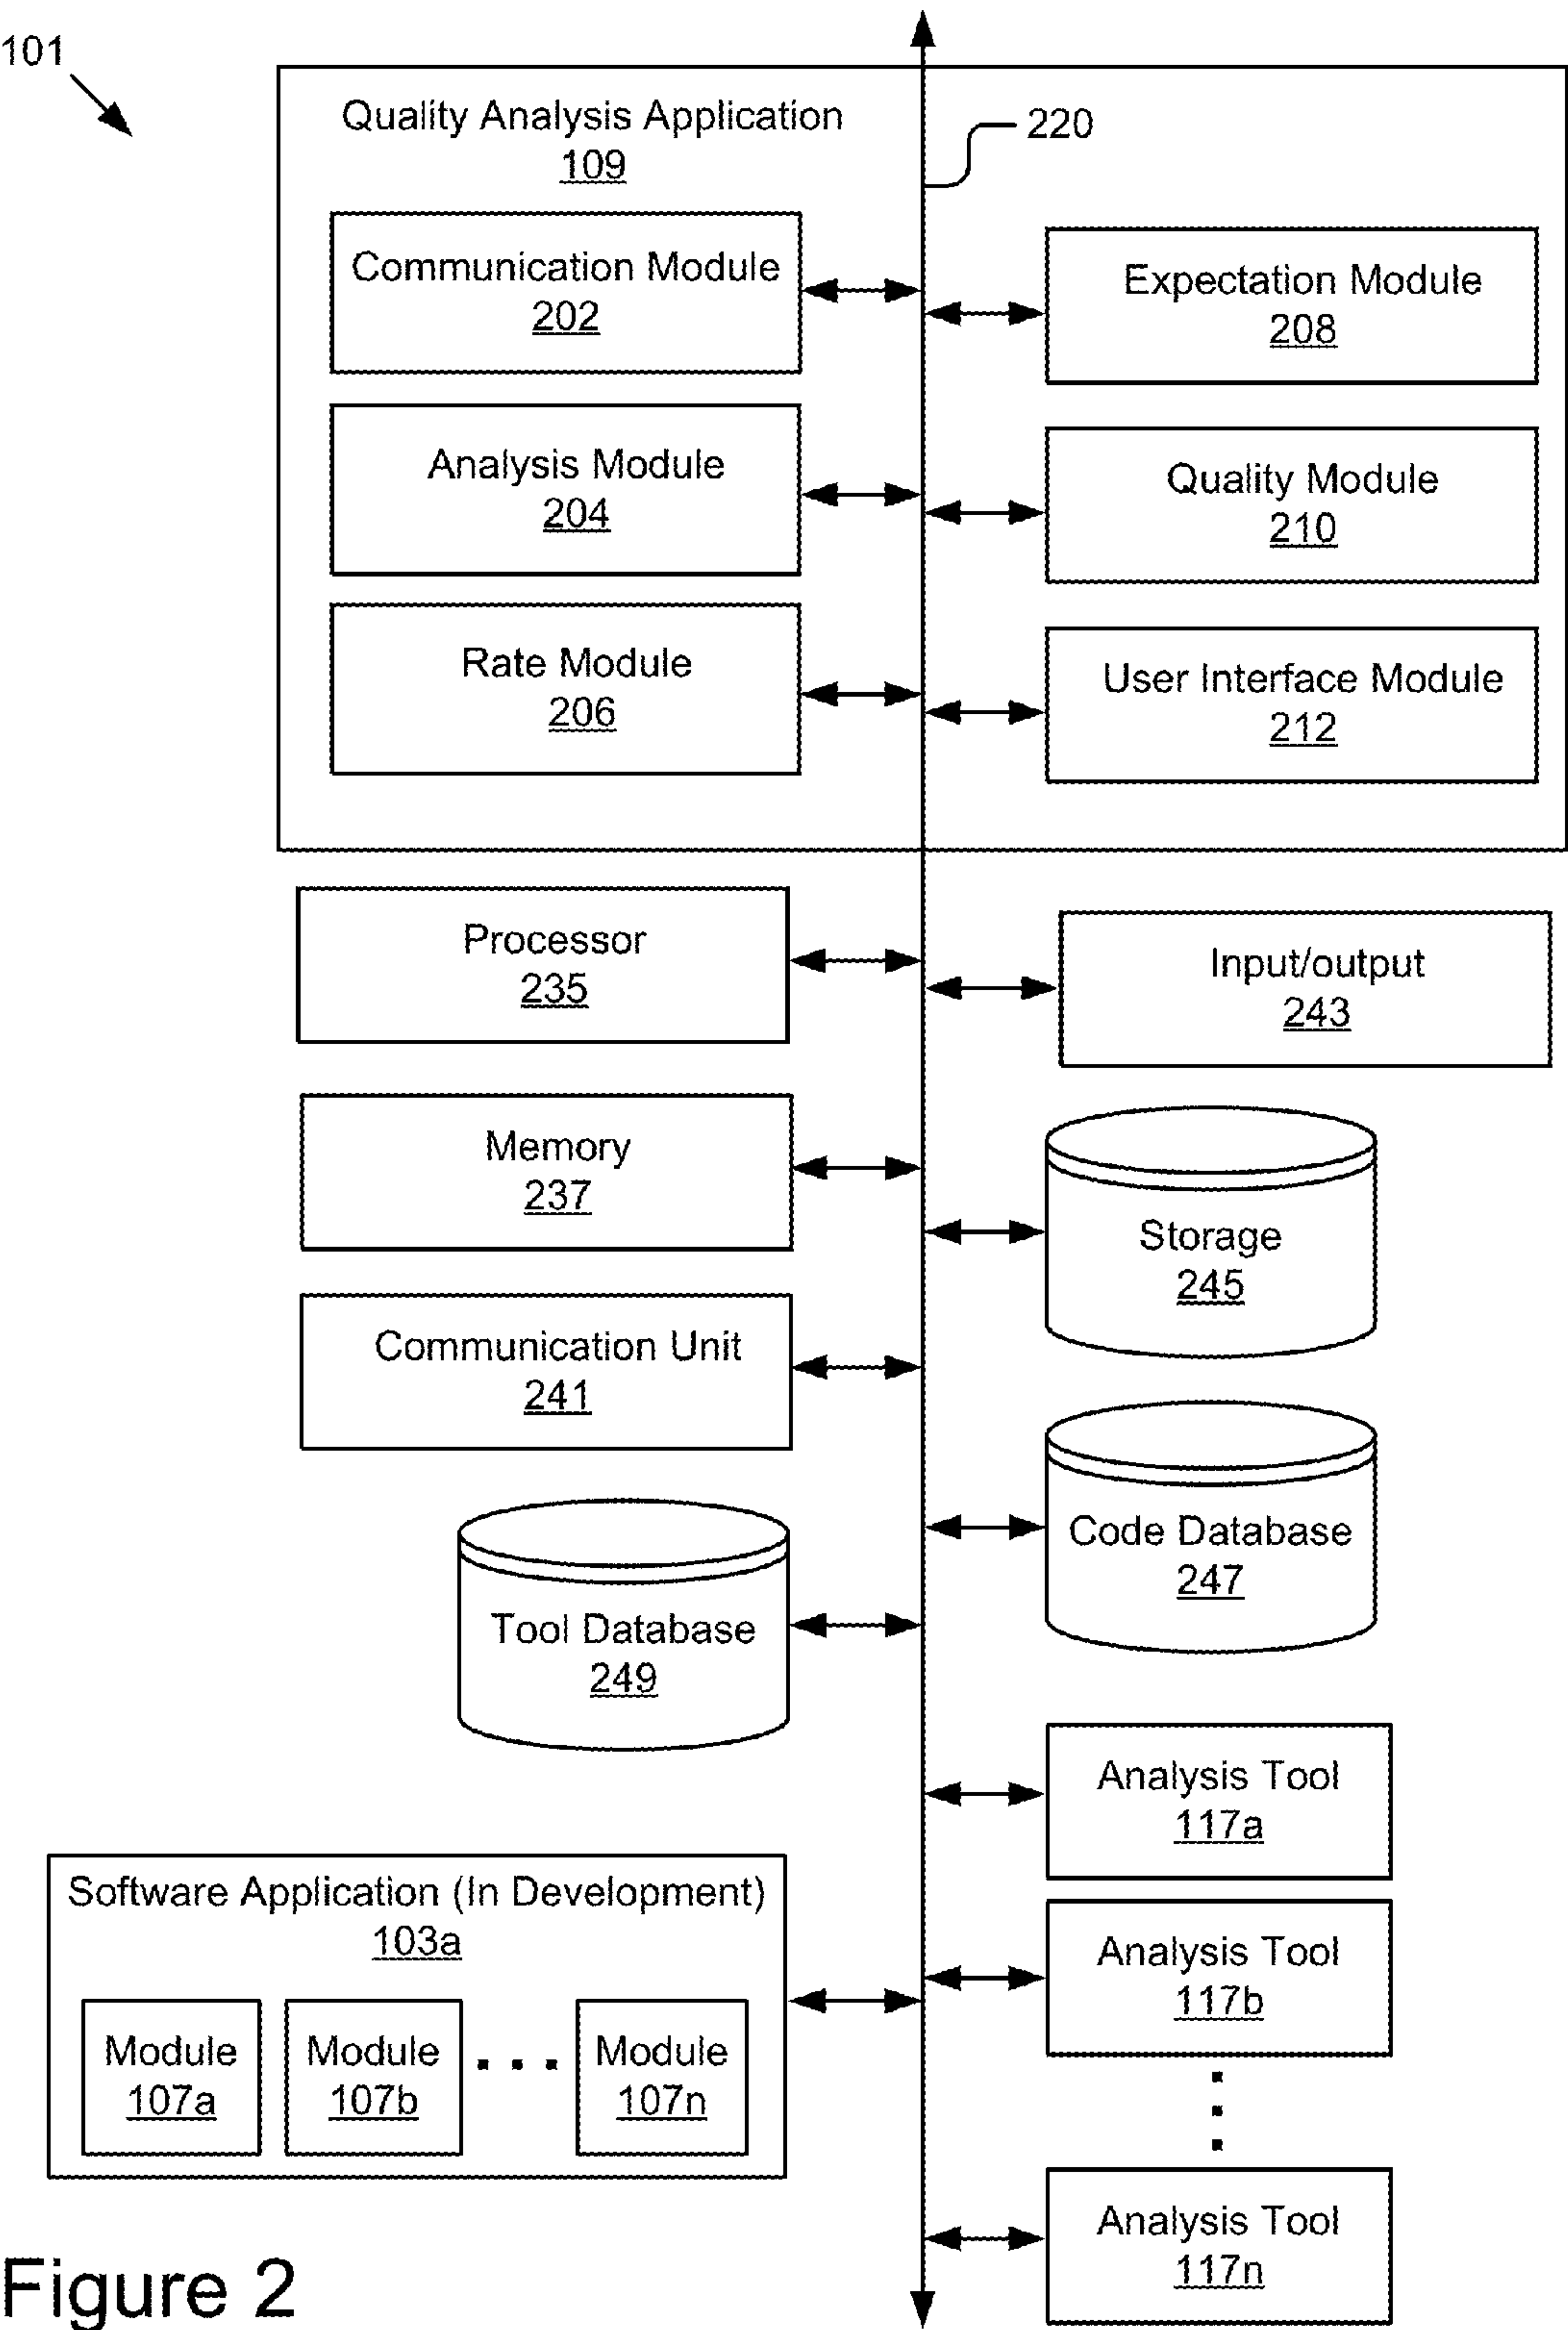 101
Quality Analysis Application
109
220
Communication Module
202
Expectation Module
208
Analysis Module
204
Quality Module
210
Rate Module
206
User Interface Module
212
Processor
235
Input/output
243
Memory
237
Storage
245
Communication Unit
241
Code Database
247
Tool Database
249
Analysis Tool
117a
Software Application (In Development)
103a
Analysis Tool
117b
Module
107a
Module
107b
. . .
Module
107n
Analysis Tool
117n
Figure 2